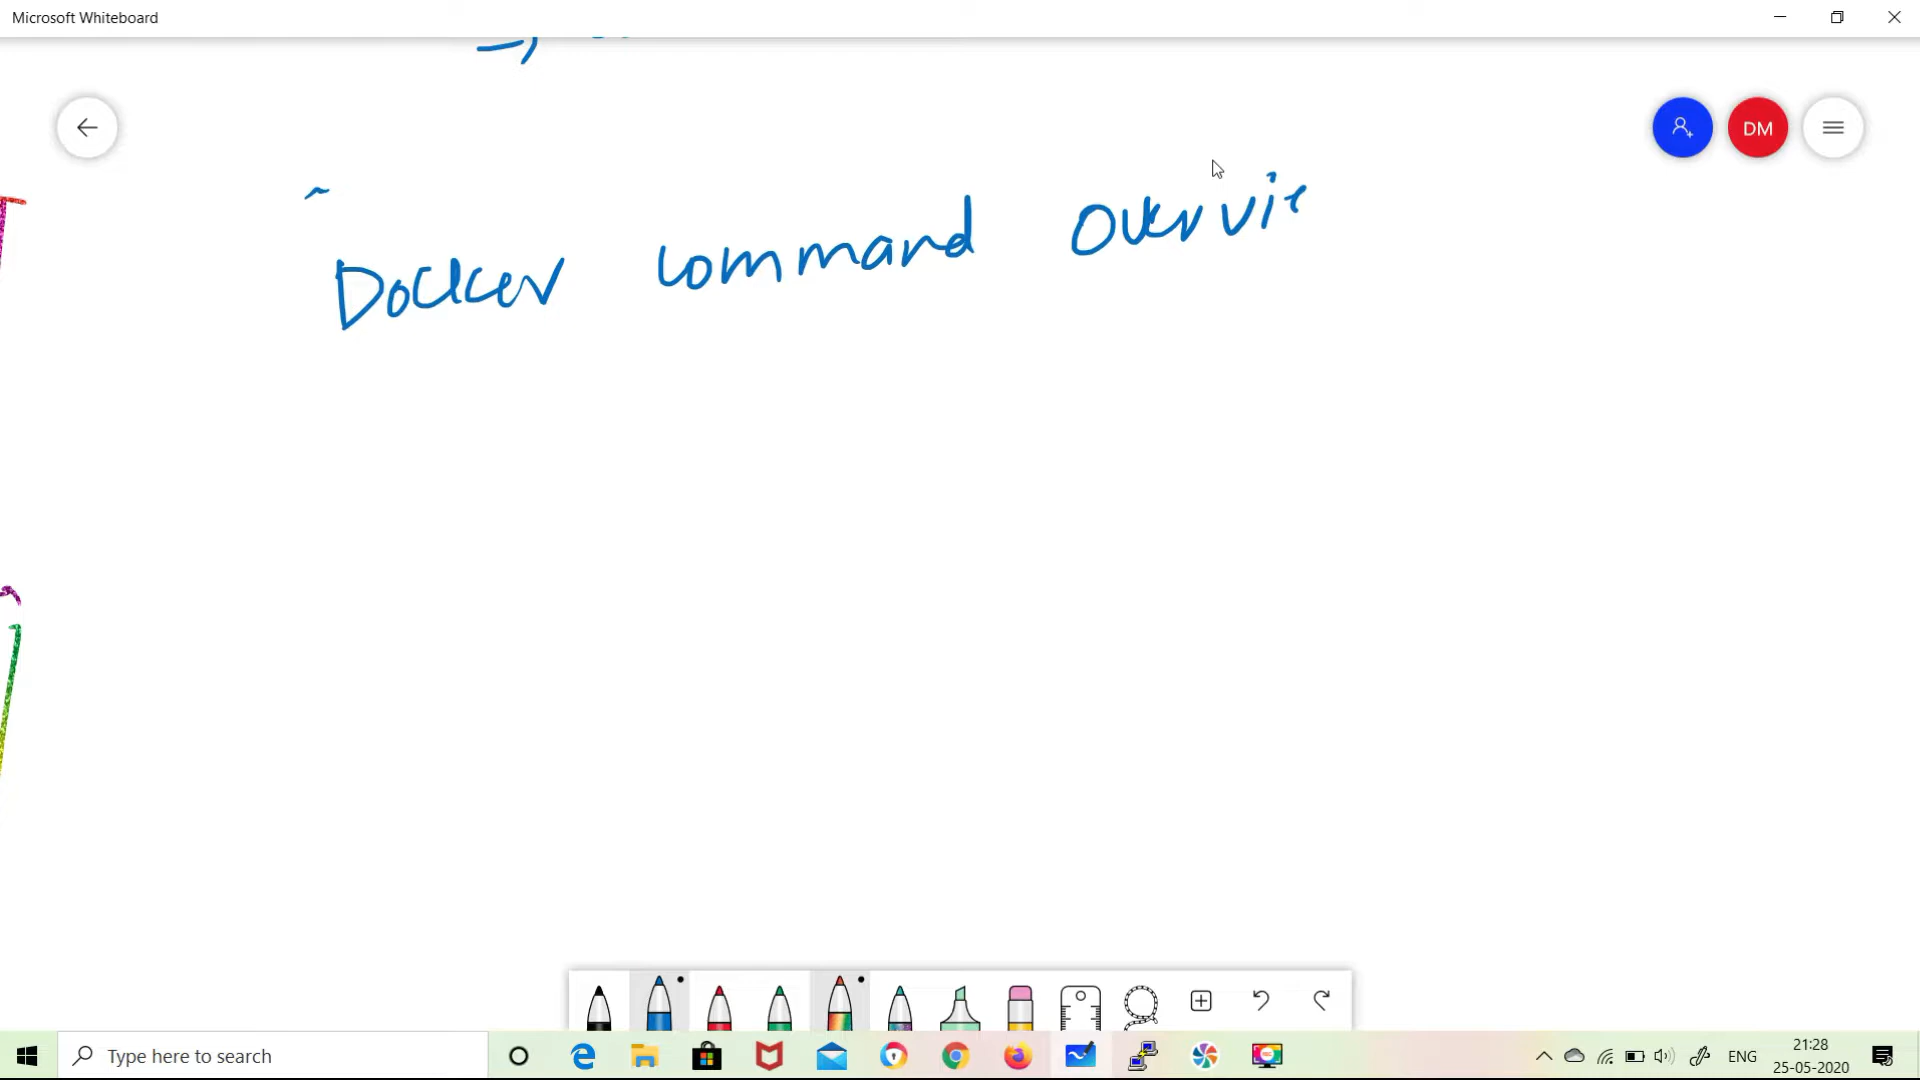 Microsoft Whiteboard
DM
Docker command overvie
Type here to search
ENG
21:28
25-05-2020